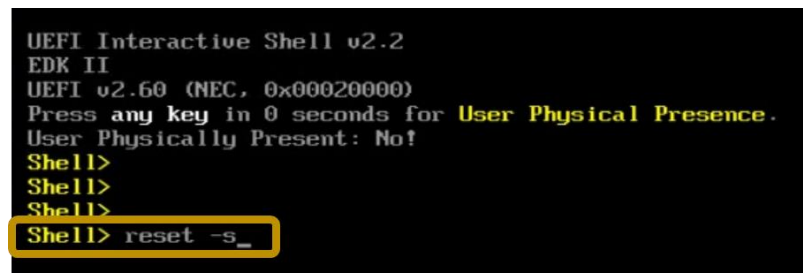 UEFI Interactive Shell v2.2
EDK II
UEFI v2.60 (NEC, 0x00020000)
Press any key in 0 seconds for User Physical Presence.
User Physically Present: No!
Shell>
Shell>
Shell>
Shell> reset -s_